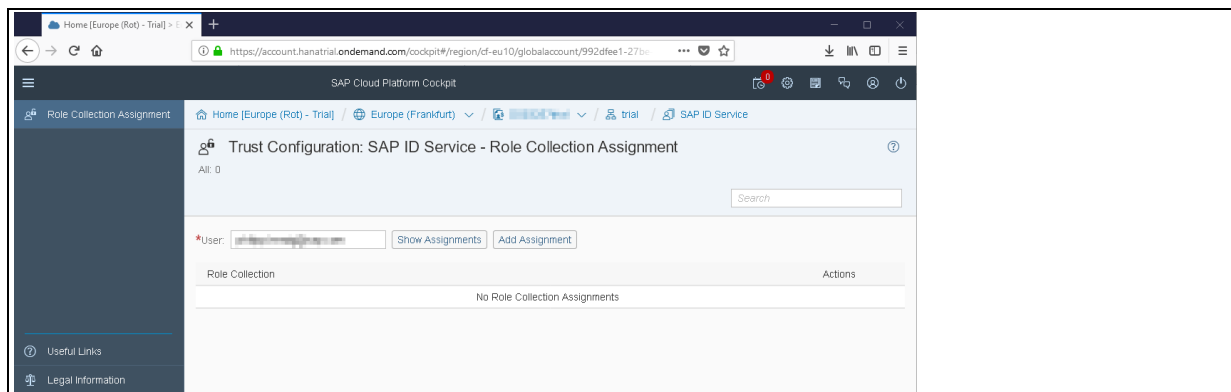 Home [Europe (Rot) - Trial] > E
https://account.hanatrial.ondemand.com/cockpit#/region/cf-eu10/globalaccount/992dfee1-27be
SAP Cloud Platform Cockpit
0
Role Collection Assignment
Home [Europe (Rot) - Trial] / Europe (Frankfurt) / / trial / SAP ID Service
Trust Configuration: SAP ID Service - Role Collection Assignment
All: 0
Search
*User: Show Assignments Add Assignment
Role Collection Actions
No Role Collection Assignments
Useful Links
Legal Information